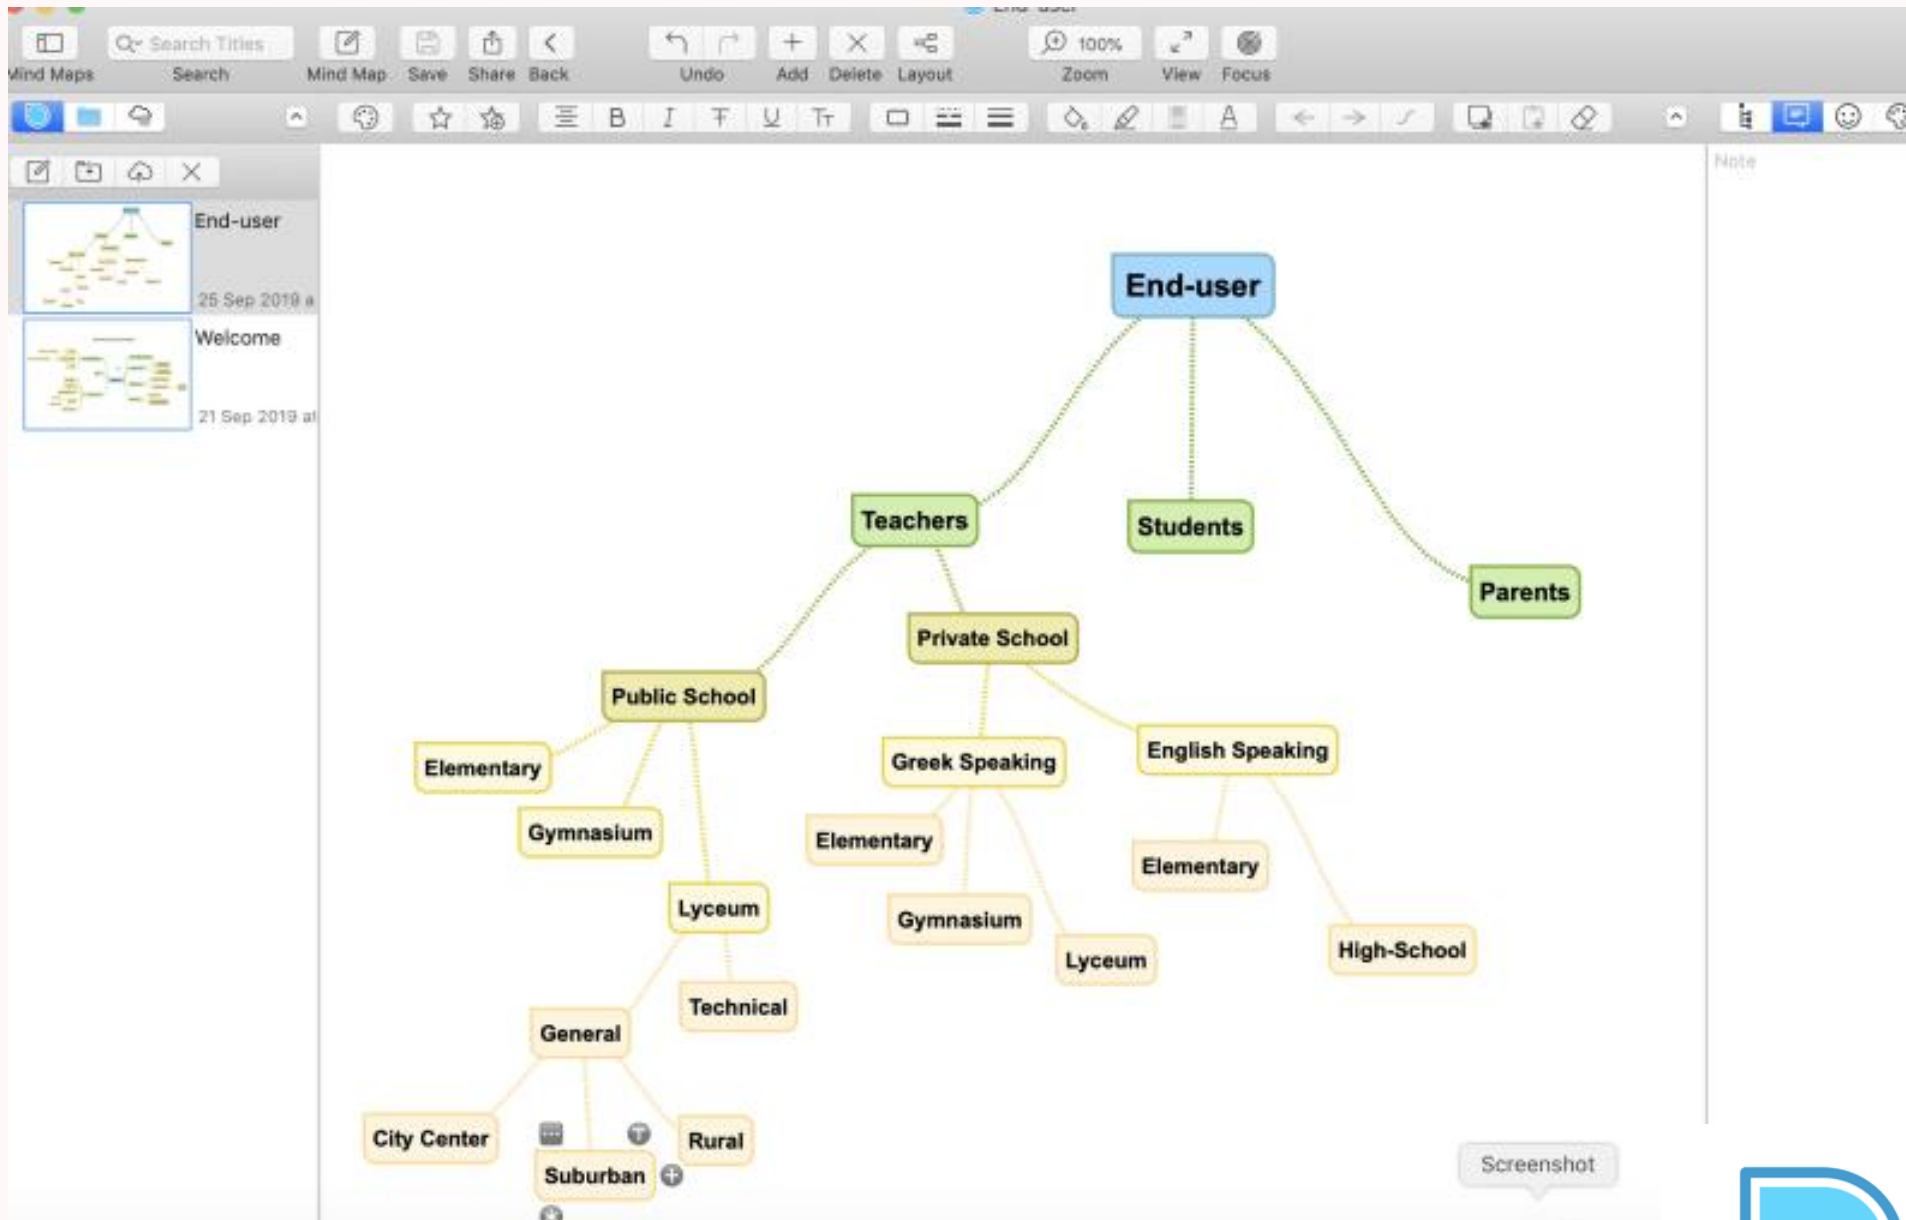 End-user
100%
Search Titles
Mind Maps
Search
Mind Map
Save
Share
Back
Undo
Add
Delete
Layout
Zoom
View
Focus
End-user
25 Sep 2019 a
Welcome
21 Sep 2019 at
Note
End-user
Teachers
Students
Parents
Private School
Public School
Elementary
Gymnasium
Lyceum
Greek Speaking
English Speaking
Elementary
Gymnasium
Lyceum
Elementary
High-School
General
Technical
City Center
Suburban
Rural
Screenshot